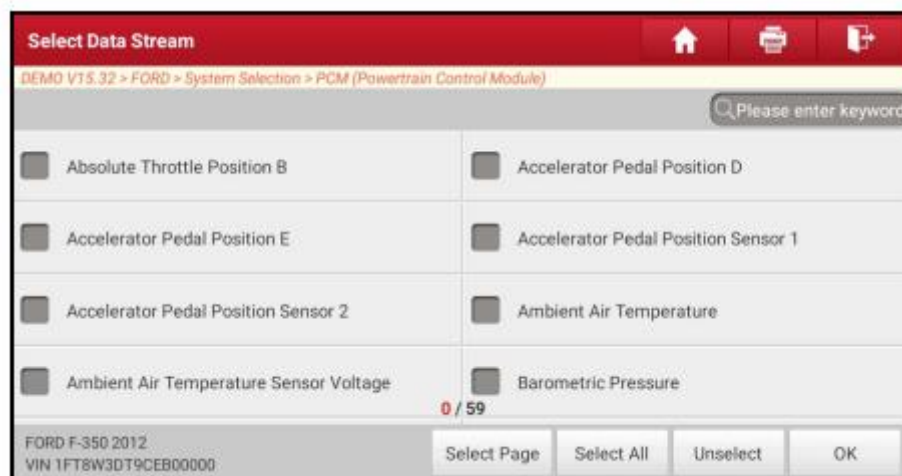 Select Data Stream
DEMO V15.32 > FORD > System Selection > PCM (Powertrain Control Module)
Please enter keyword
Absolute Throttle Position B
Accelerator Pedal Position D
Accelerator Pedal Position E
Accelerator Pedal Position Sensor 1
Accelerator Pedal Position Sensor 2
Ambient Air Temperature
Ambient Air Temperature Sensor Voltage
Barometric Pressure
0 / 59
FORD F-350 2012
VIN 1FT8W3DT9CEB00000
Select Page
Select All
Unselect
OK